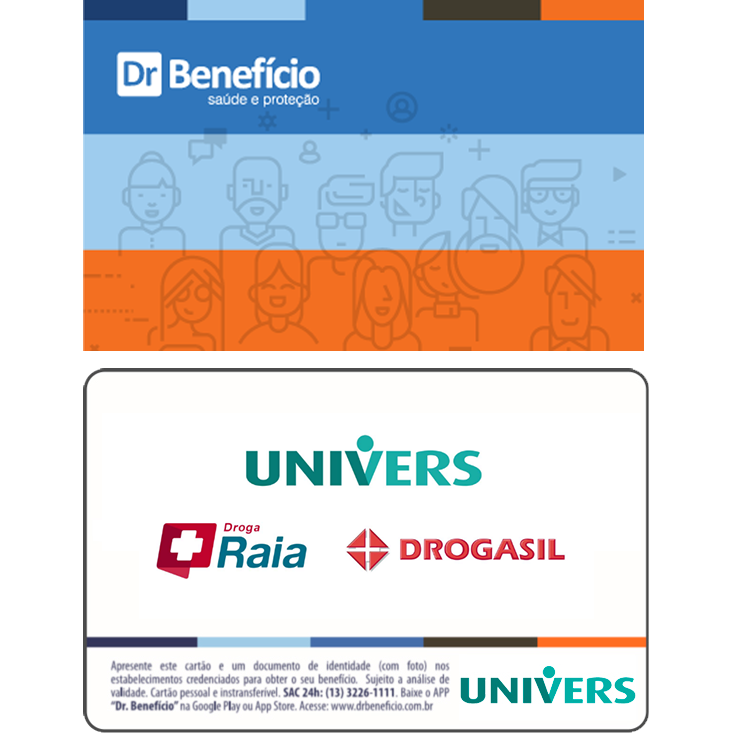 Dr Benefício
saúde e proteção
UNIVERS
Droga
Raia
DROGASIL
Apresente este cartão e um documento de identidade (com foto) nos
estabelecimentos credenciados para obter o seu benefício. Sujeito a análise de
validade. Cartão pessoal e instransferível. SAC 24h: (13) 3226-1111. Baixe o APP
"Dr. Benefício" na Google Play ou App Store. Acesse: www.drbeneficio.com.br
UNIVERS